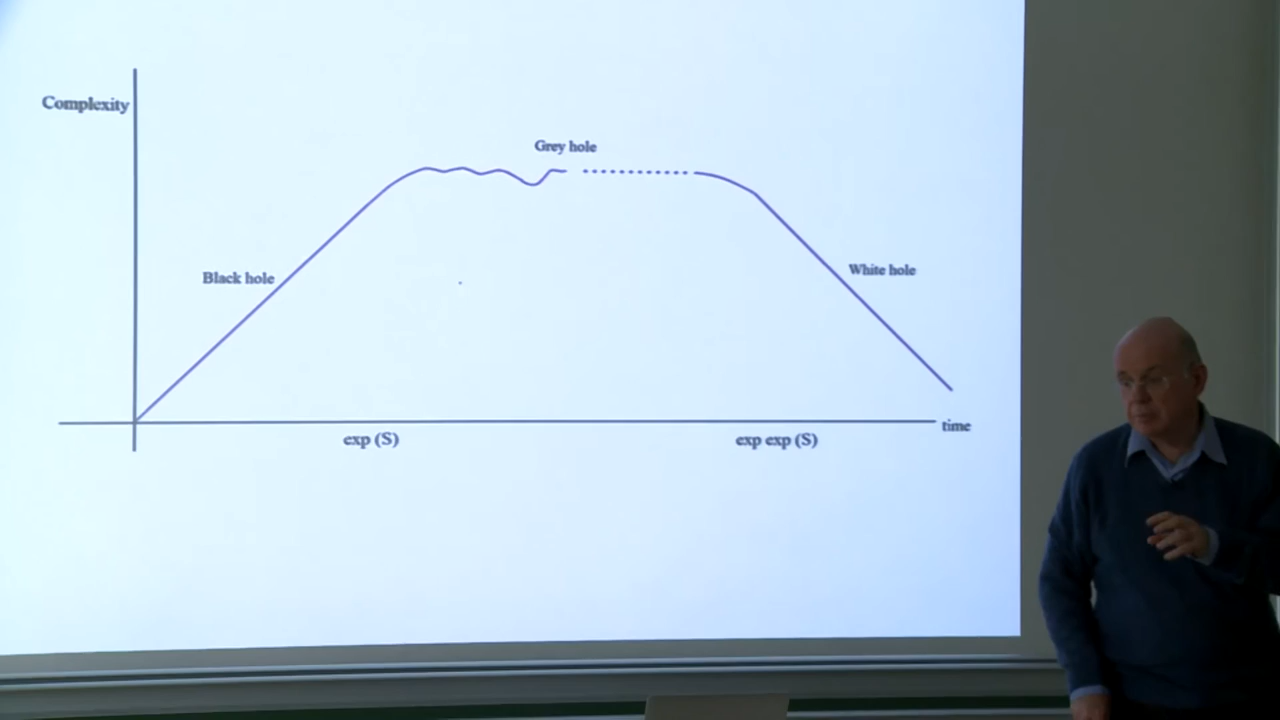 Complexity
Grey hole
Black hole
White hole
exp (S)
exp exp (S)
time